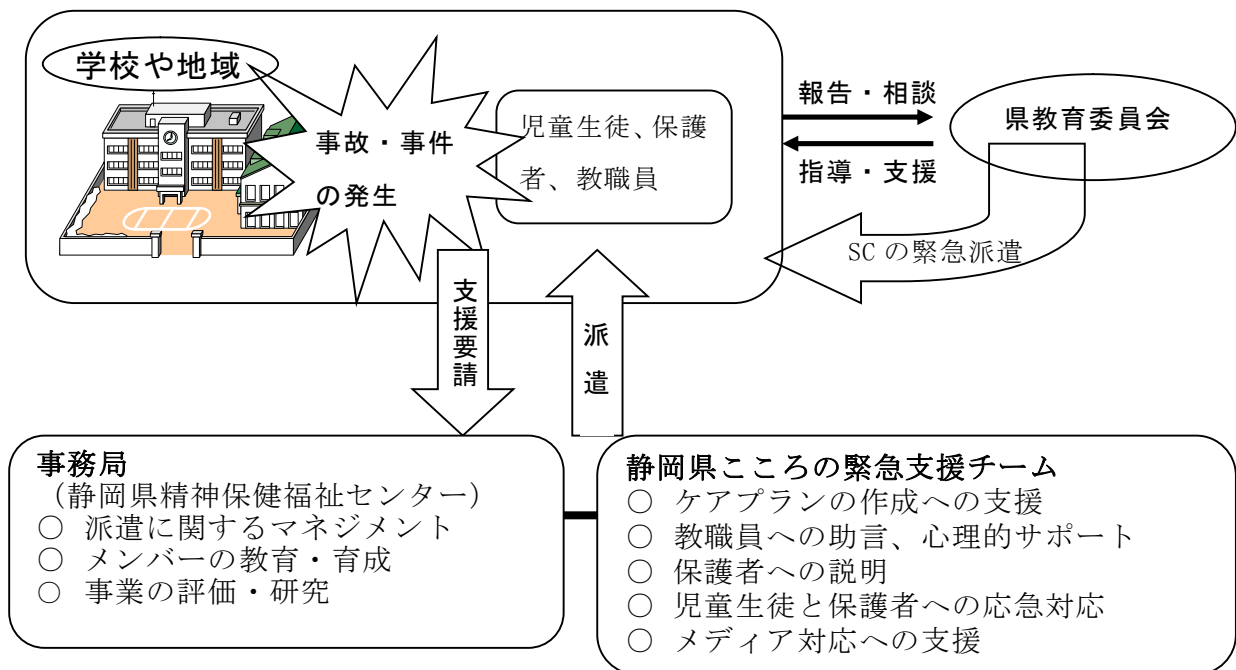 学校や地域
事故・事件
の発生
児童生徒、保護
者、教職員
報告・相談
指導・支援
県教育委員会
SCの緊急派遣
支援要請
派遣
事務局
（静岡県精神保健福祉センター）
○ 派遣に関するマネジメント
○ メンバーの教育・育成
○ 事業の評価・研究
静岡県こころの緊急支援チーム
○ ケアプランの作成への支援
○ 教職員への助言、心理的サポート
○ 保護者への説明
○ 児童生徒と保護者への応急対応
○ メディア対応への支援